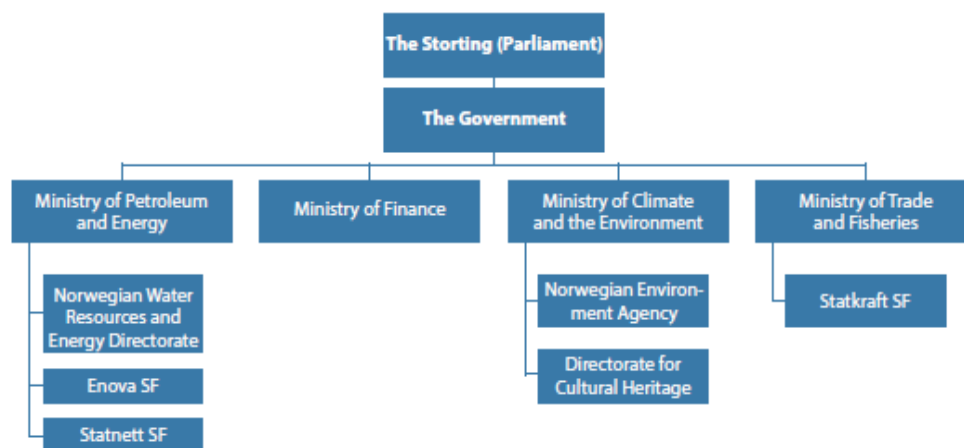 The Storting (Parliament)
The Government
Ministry of Petroleum
and Energy
Ministry of Finance
Ministry of Climate
and the Environment
Ministry of Trade
and Fisheries
Norwegian Water
Resources and
Energy Directorate
Enova SF
Statnett SF
Norwegian Environ-
ment Agency
Directorate for
Cultural Heritage
Statkraft SF